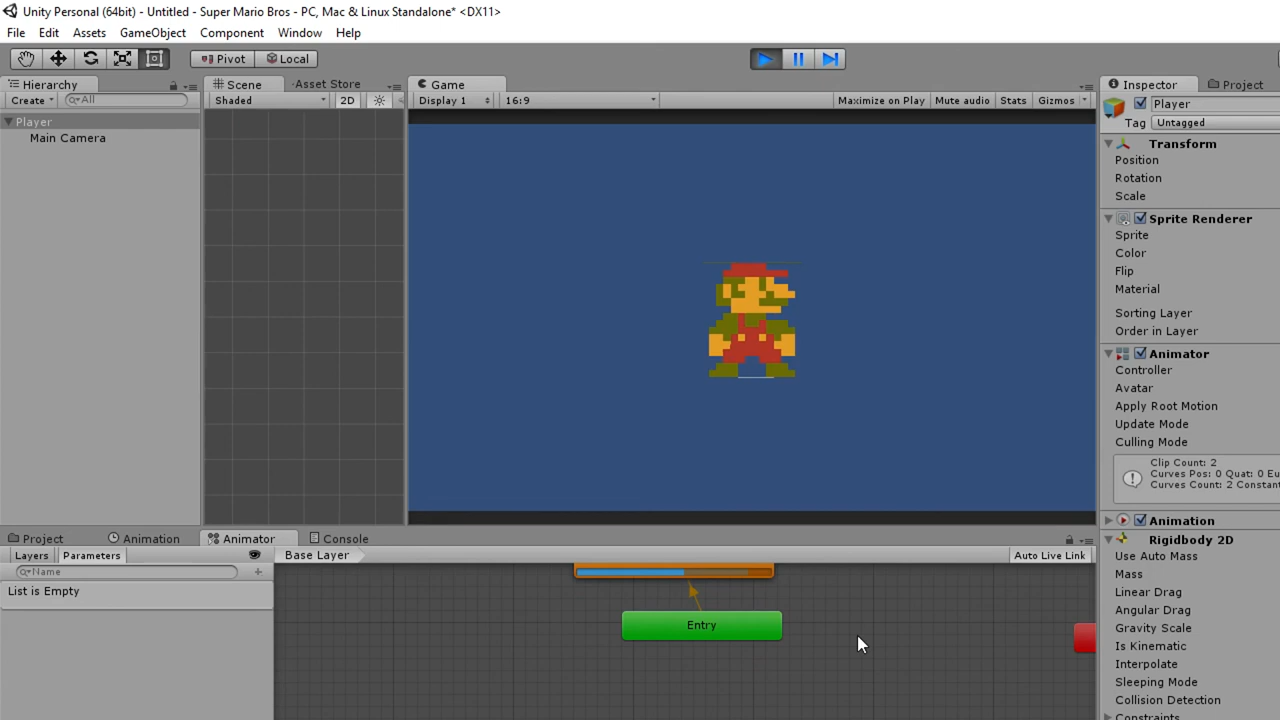 Unity Personal (64bit) - Untitled - Super Mario Bros - PC, Mac & Linux Standalone* <DX11>
File Edit Assets GameObject Component Window Help
Pivot Local
Hierarchy Scene Asset Store Game Inspector Project
Create All Shaded 2D Display 1 16:9 Maximize on Play Mute audio Stats Gizmos
Player
Tag Untagged
Player
Main Camera
Transform
Position
Rotation
Scale
Sprite Renderer
Sprite
Color
Flip
Material
Sorting Layer
Order in Layer
Animator
Controller
Avatar
Apply Root Motion
Update Mode
Culling Mode
Clip Count: 2
Curves Pos: 0 Quat: 0 Eu
Curves Count: 2 Constan
Animation
Rigidbody 2D
Use Auto Mass
Mass
Linear Drag
Angular Drag
Gravity Scale
Is Kinematic
Interpolate
Sleeping Mode
Collision Detection
Constraints
Project Animation Animator Console
Layers Parameters Base Layer Auto Live Link
Name
List is Empty
Entry